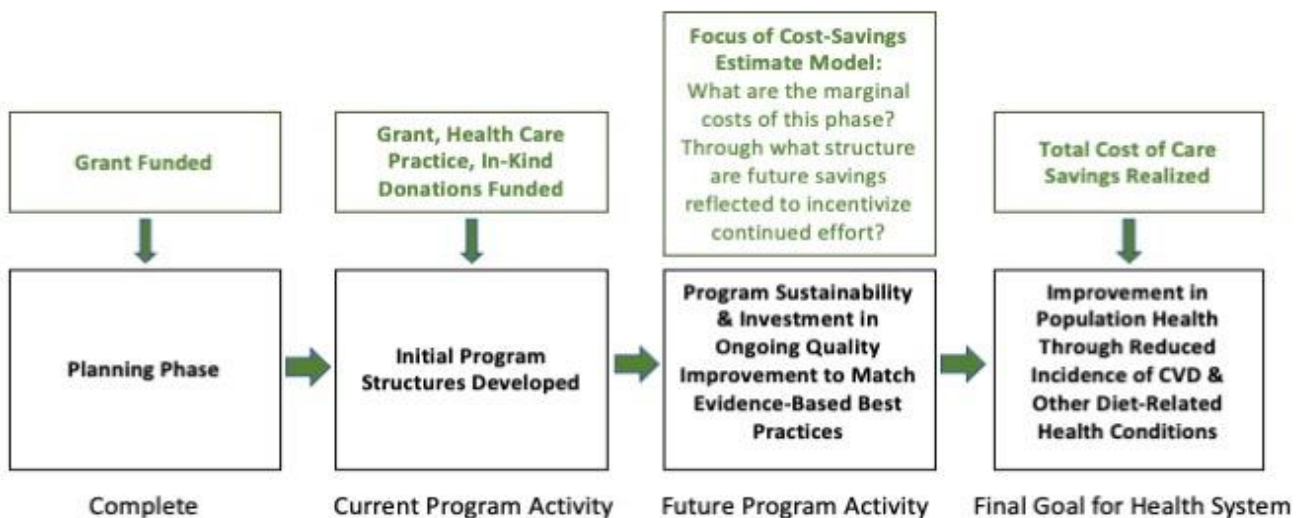 Grant Funded
Grant, Health Care
Practice, In-Kind
Donations Funded
Focus of Cost-Savings
Estimate Model:
What are the marginal
costs of this phase?
Through what structure
are future savings
reflected to incentivize
continued effort?
Total Cost of Care
Savings Realized
Planning Phase
Initial Program
Structures Developed
Program Sustainability
& Investment in
Ongoing Quality
Improvement to Match
Evidence-Based Best
Practices
Improvement in
Population Health
Through Reduced
Incidence of CVD &
Other Diet-Related
Health Conditions
Complete
Current Program Activity
Future Program Activity
Final Goal for Health System